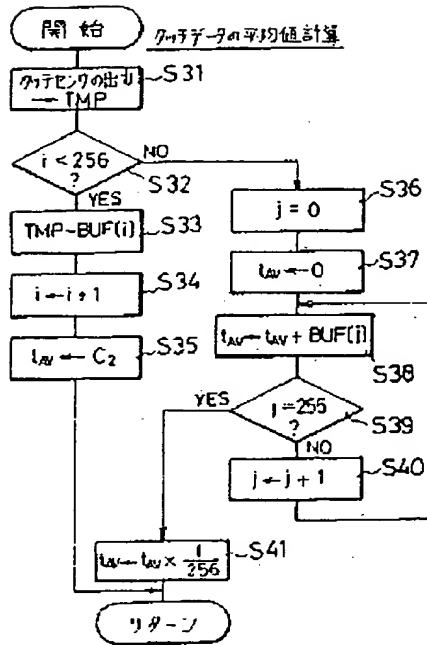 開始
タッチデータの平均値計算
S31
タッチセンサの出力
→ TMP
i < 256
?
NO
S32
YES
TMP→BUF(i)
S33
i←i+1
S34
tAV ← C2
S35
j = 0
S36
tAV ← 0
S37
tAV ← tAV + BUF(j)
S38
j = 255
?
YES
S39
NO
j ← j + 1
S40
tAV ← tAV × 1/256
S41
リターン